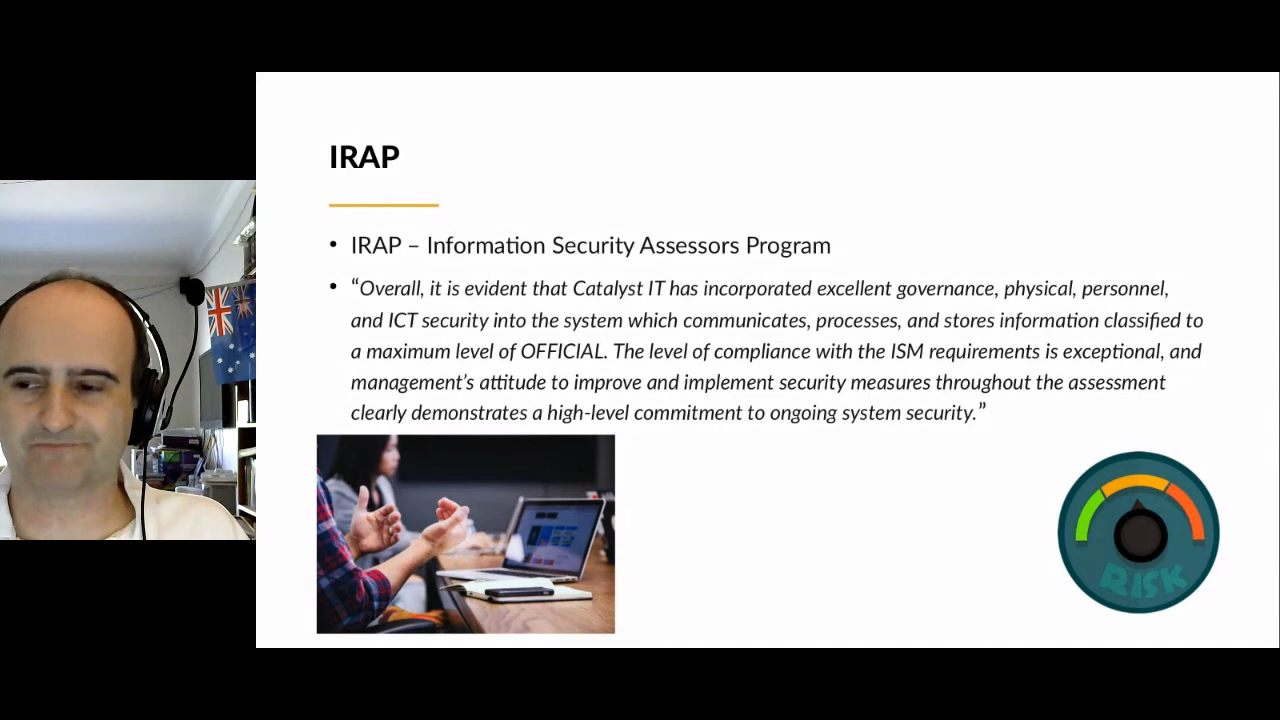 IRAP
• IRAP – Information Security Assessors Program
• “Overall, it is evident that Catalyst IT has incorporated excellent governance, physical, personnel,
and ICT security into the system which communicates, processes, and stores information classified to
a maximum level of OFFICIAL. The level of compliance with the ISM requirements is exceptional, and
management’s attitude to improve and implement security measures throughout the assessment
clearly demonstrates a high-level commitment to ongoing system security.”
RISK